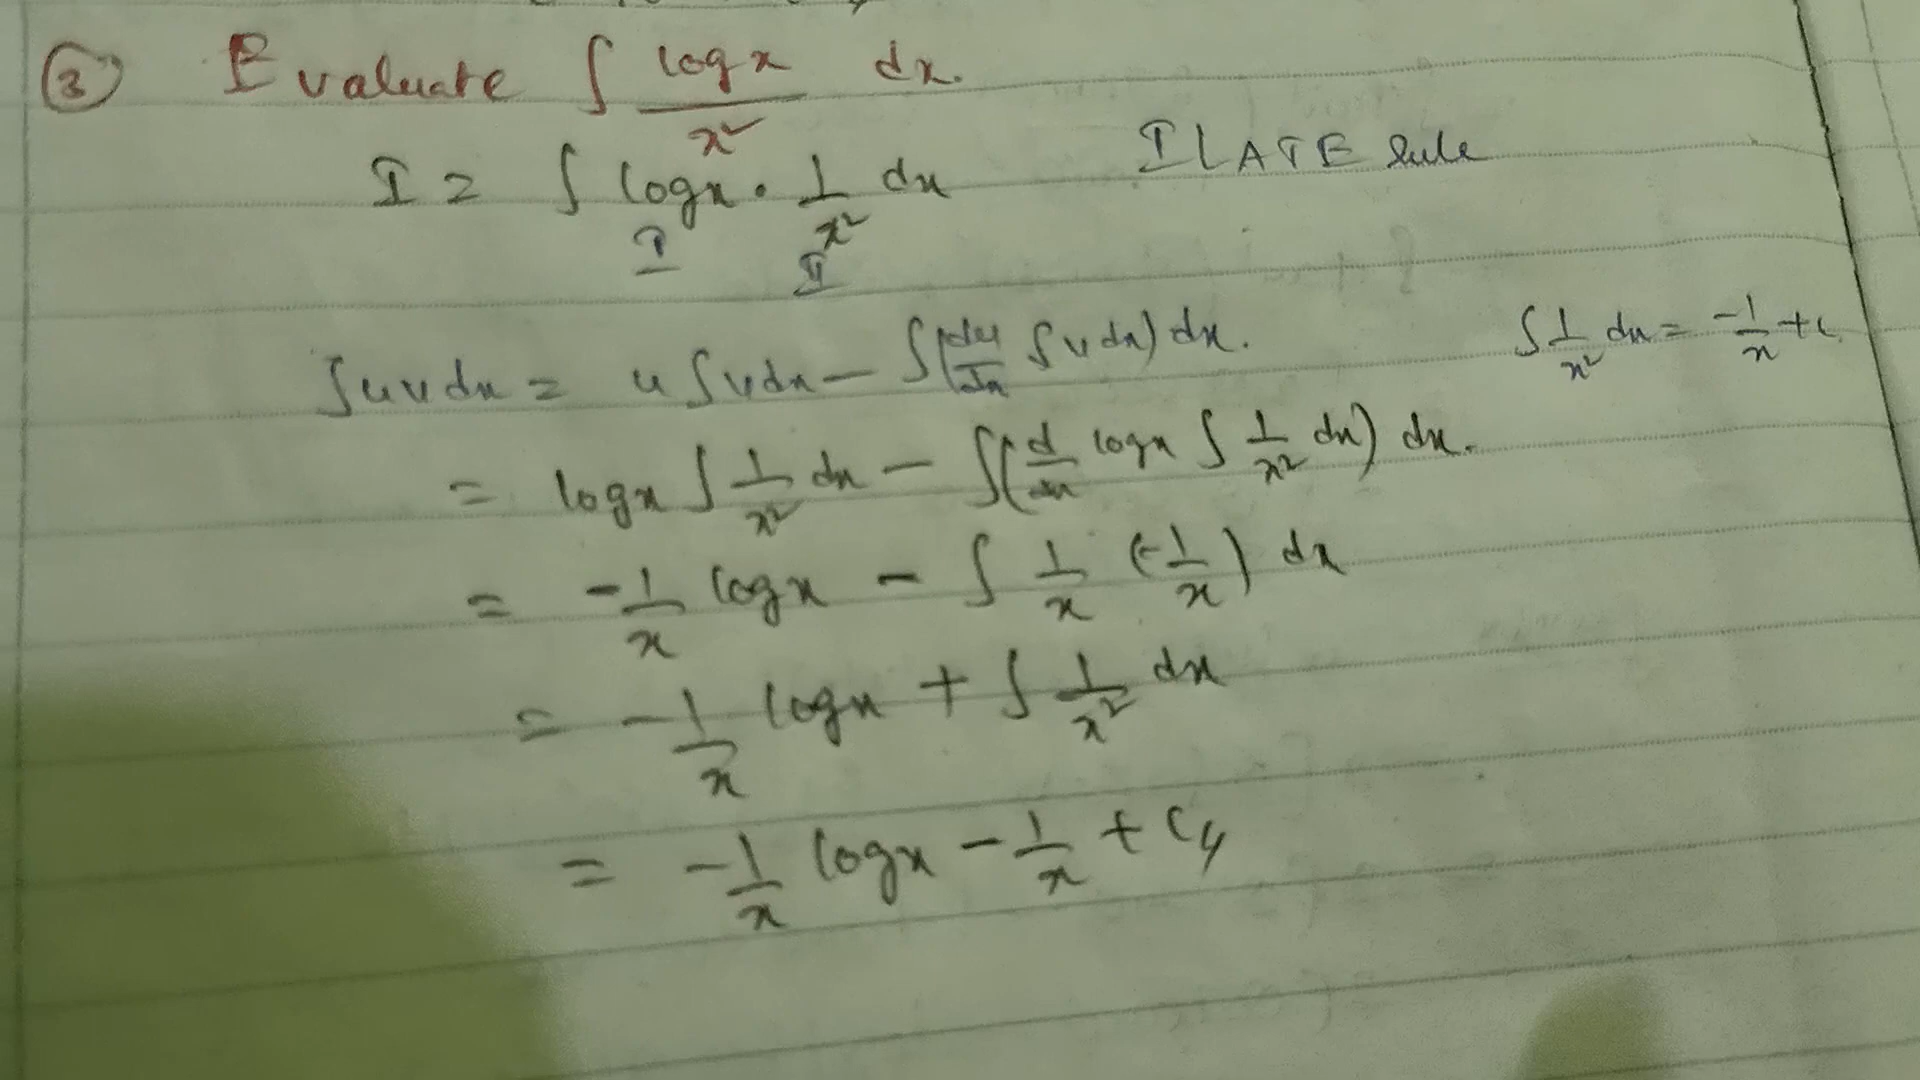 ③ Evaluate ∫ log x / x² dx.
I = ∫ log x · 1/x² dx ILATE rule
I II
∫ u v dx = u ∫ v dx − ∫ (du/dx ∫ v dx) dx. ∫ 1/x² dx = -1/x + c
= log x ∫ 1/x² dx − ∫ (d/dx log x ∫ 1/x² dx) dx.
= -1/x log x − ∫ 1/x (-1/x) dx
= -1/x log x + ∫ 1/x² dx
= -1/x log x − 1/x + C//